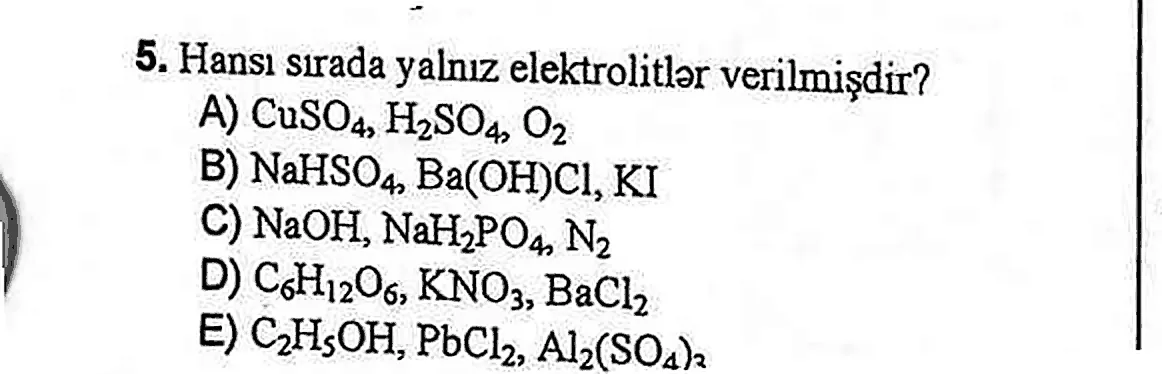 5. Hansı sırada yalnız elektrolitlər verilmişdir?
A) CuSO₄, H₂SO₄, O₂
B) NaHSO₄, Ba(OH)Cl, KI
C) NaOH, NaH₂PO₄, N₂
D) C₆H₁₂O₆, KNO₃, BaCl₂
E) C₂H₅OH, PbCl₂, Al₂(SO₄)₃